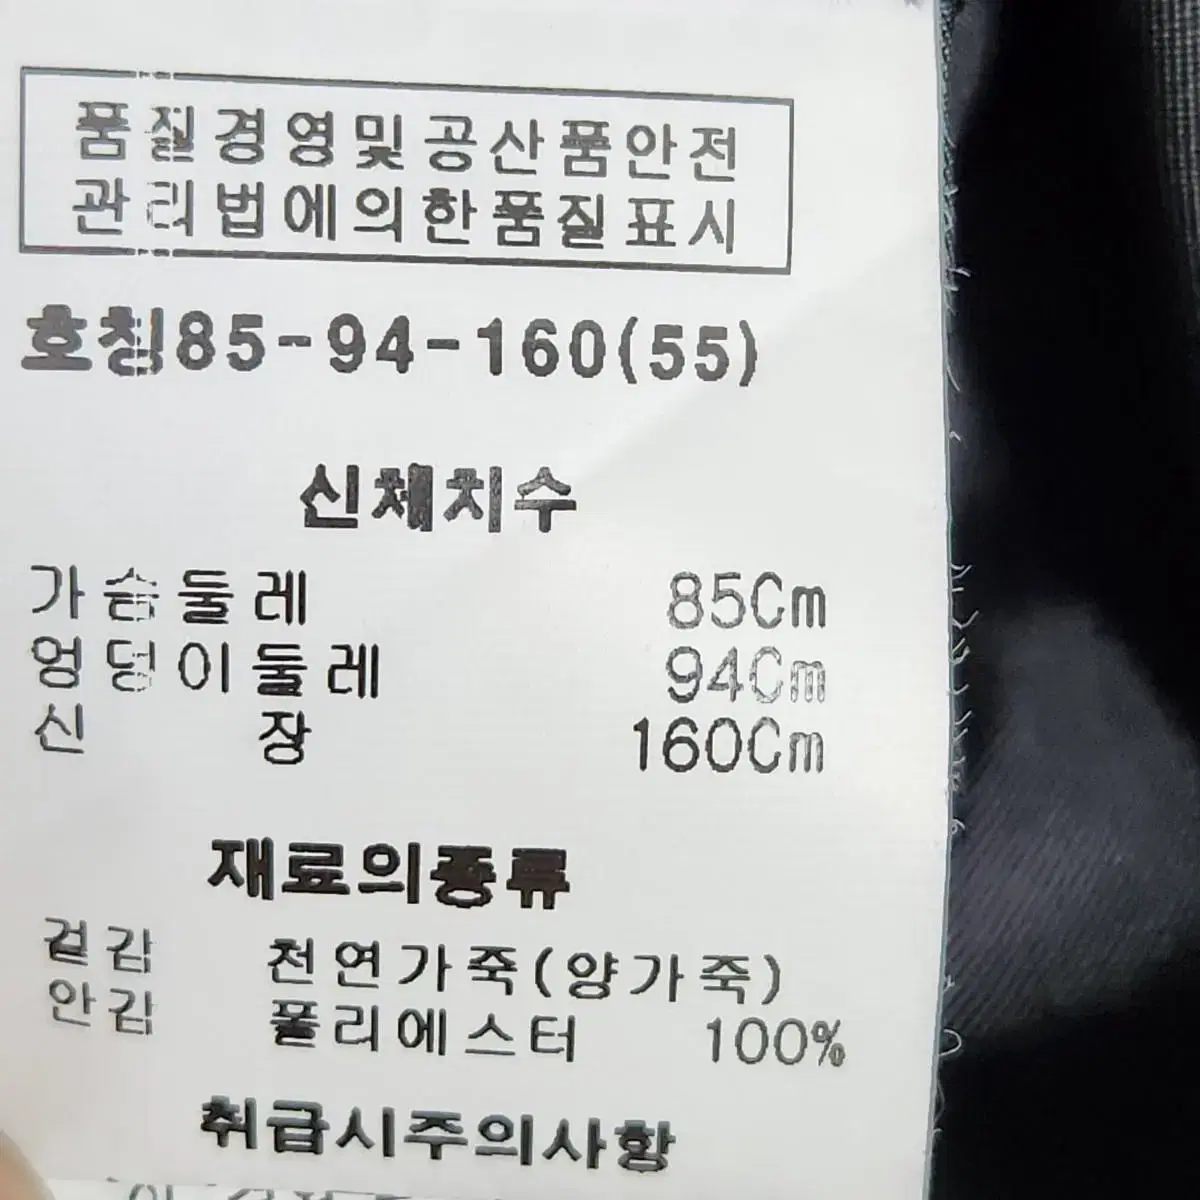 품질경영및공산품안전
관리법에의한품질표시
호칭85-94-160(55)
신체치수
가슴둘레 85Cm
엉덩이둘레 94Cm
신 장 160Cm
재료의종류
겉감 천연가죽(양가죽)
안감 폴리에스터 100%
취급시주의사항